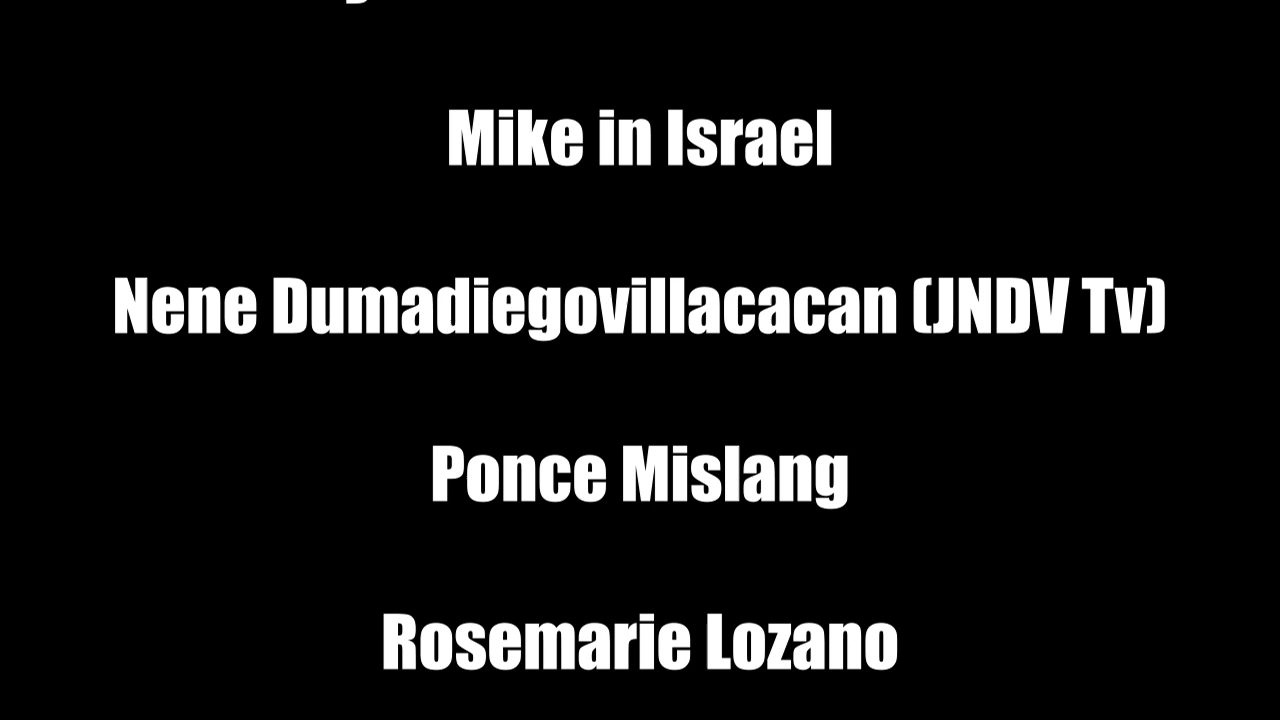 Mike in Israel
Nene Dumadiegovillacacan (JNDV Tv)
Ponce Mislang
Rosemarie Lozano